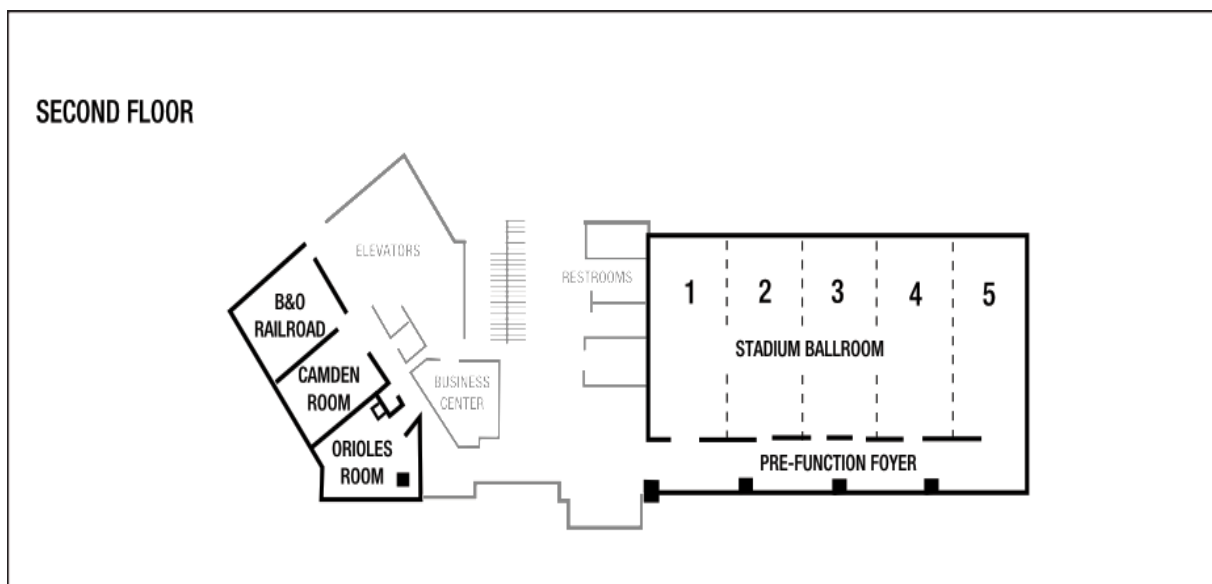 SECOND FLOOR
ELEVATORS
RESTROOMS
B&O
RAILROAD
CAMDEN
ROOM
BUSINESS
CENTER
ORIOLES
ROOM
1 2 3 4 5
STADIUM BALLROOM
PRE-FUNCTION FOYER